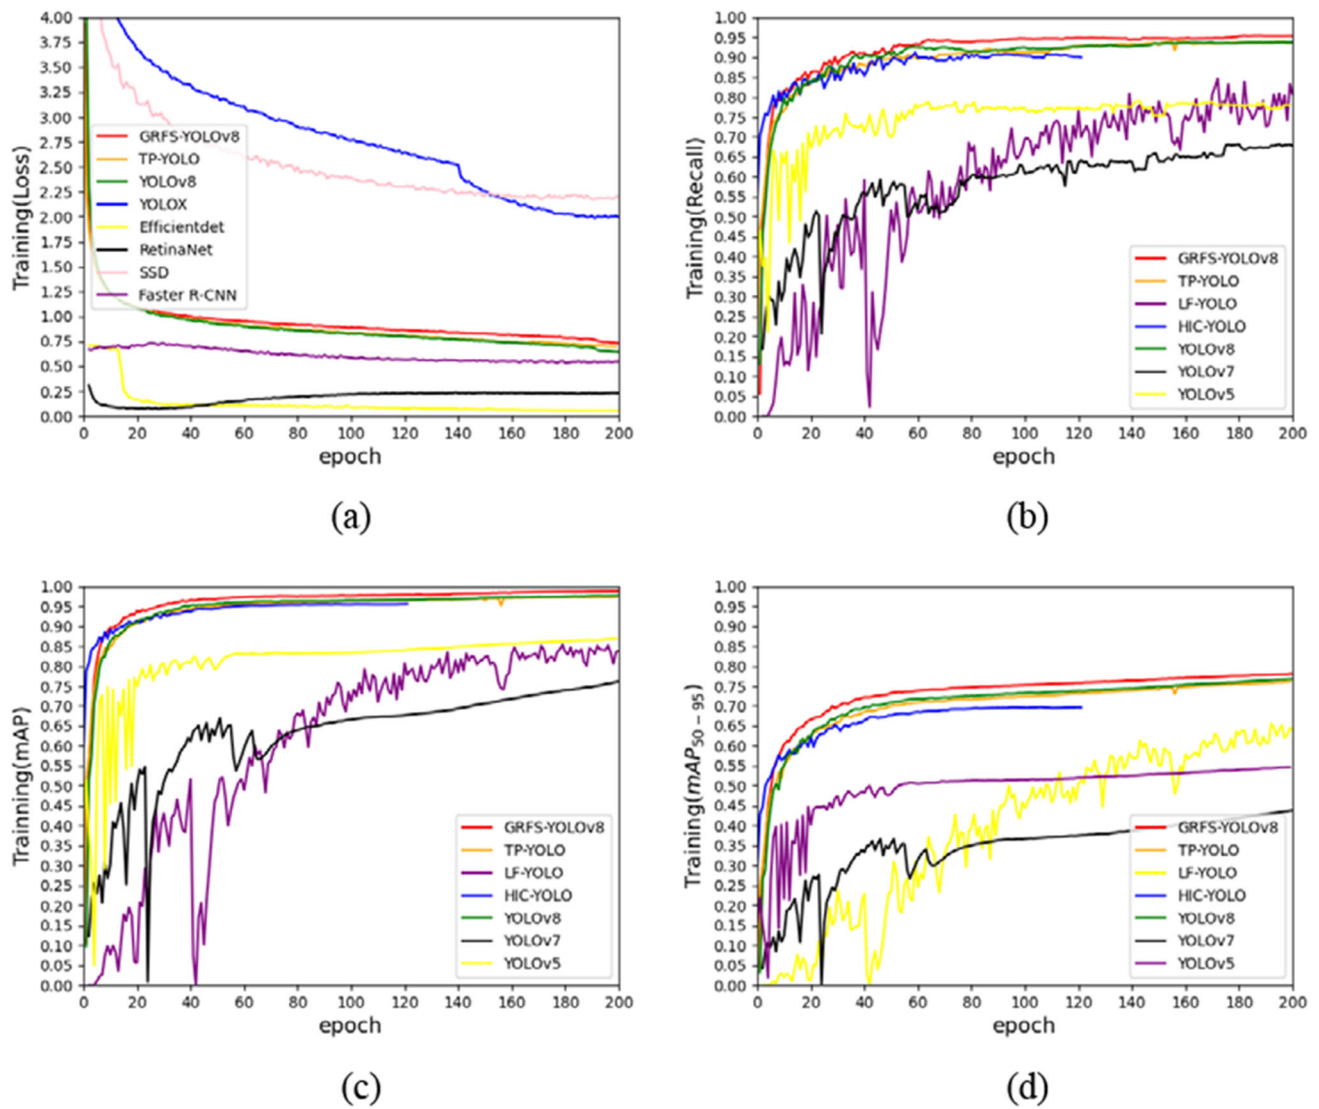 4.00
3.75
3.50
3.25
3.00
2.75
2.50
2.25
2.00
1.75
1.50
1.25
1.00
0.75
0.50
0.25
0.00
Training(Loss)
GRFS-YOLOv8
TP-YOLO
YOLOv8
YOLOX
Efficientdet
RetinaNet
SSD
Faster R-CNN
0 20 40 60 80 100 120 140 160 180 200
epoch
(a)
1.00
0.95
0.90
0.85
0.80
0.75
0.70
0.65
0.60
0.55
0.50
0.45
0.40
0.35
0.30
0.25
0.20
0.15
0.10
0.05
0.00
Training(Recall)
GRFS-YOLOv8
TP-YOLO
LF-YOLO
HIC-YOLO
YOLOv8
YOLOv7
YOLOv5
0 20 40 60 80 100 120 140 160 180 200
epoch
(b)
1.00
0.95
0.90
0.85
0.80
0.75
0.70
0.65
0.60
0.55
0.50
0.45
0.40
0.35
0.30
0.25
0.20
0.15
0.10
0.05
0.00
Trainning(mAP)
GRFS-YOLOv8
TP-YOLO
LF-YOLO
HIC-YOLO
YOLOv8
YOLOv7
YOLOv5
0 20 40 60 80 100 120 140 160 180 200
epoch
(c)
1.00
0.95
0.90
0.85
0.80
0.75
0.70
0.65
0.60
0.55
0.50
0.45
0.40
0.35
0.30
0.25
0.20
0.15
0.10
0.05
0.00
Training(mAP50−95)
GRFS-YOLOv8
TP-YOLO
LF-YOLO
HIC-YOLO
YOLOv8
YOLOv7
YOLOv5
0 20 40 60 80 100 120 140 160 180 200
epoch
(d)